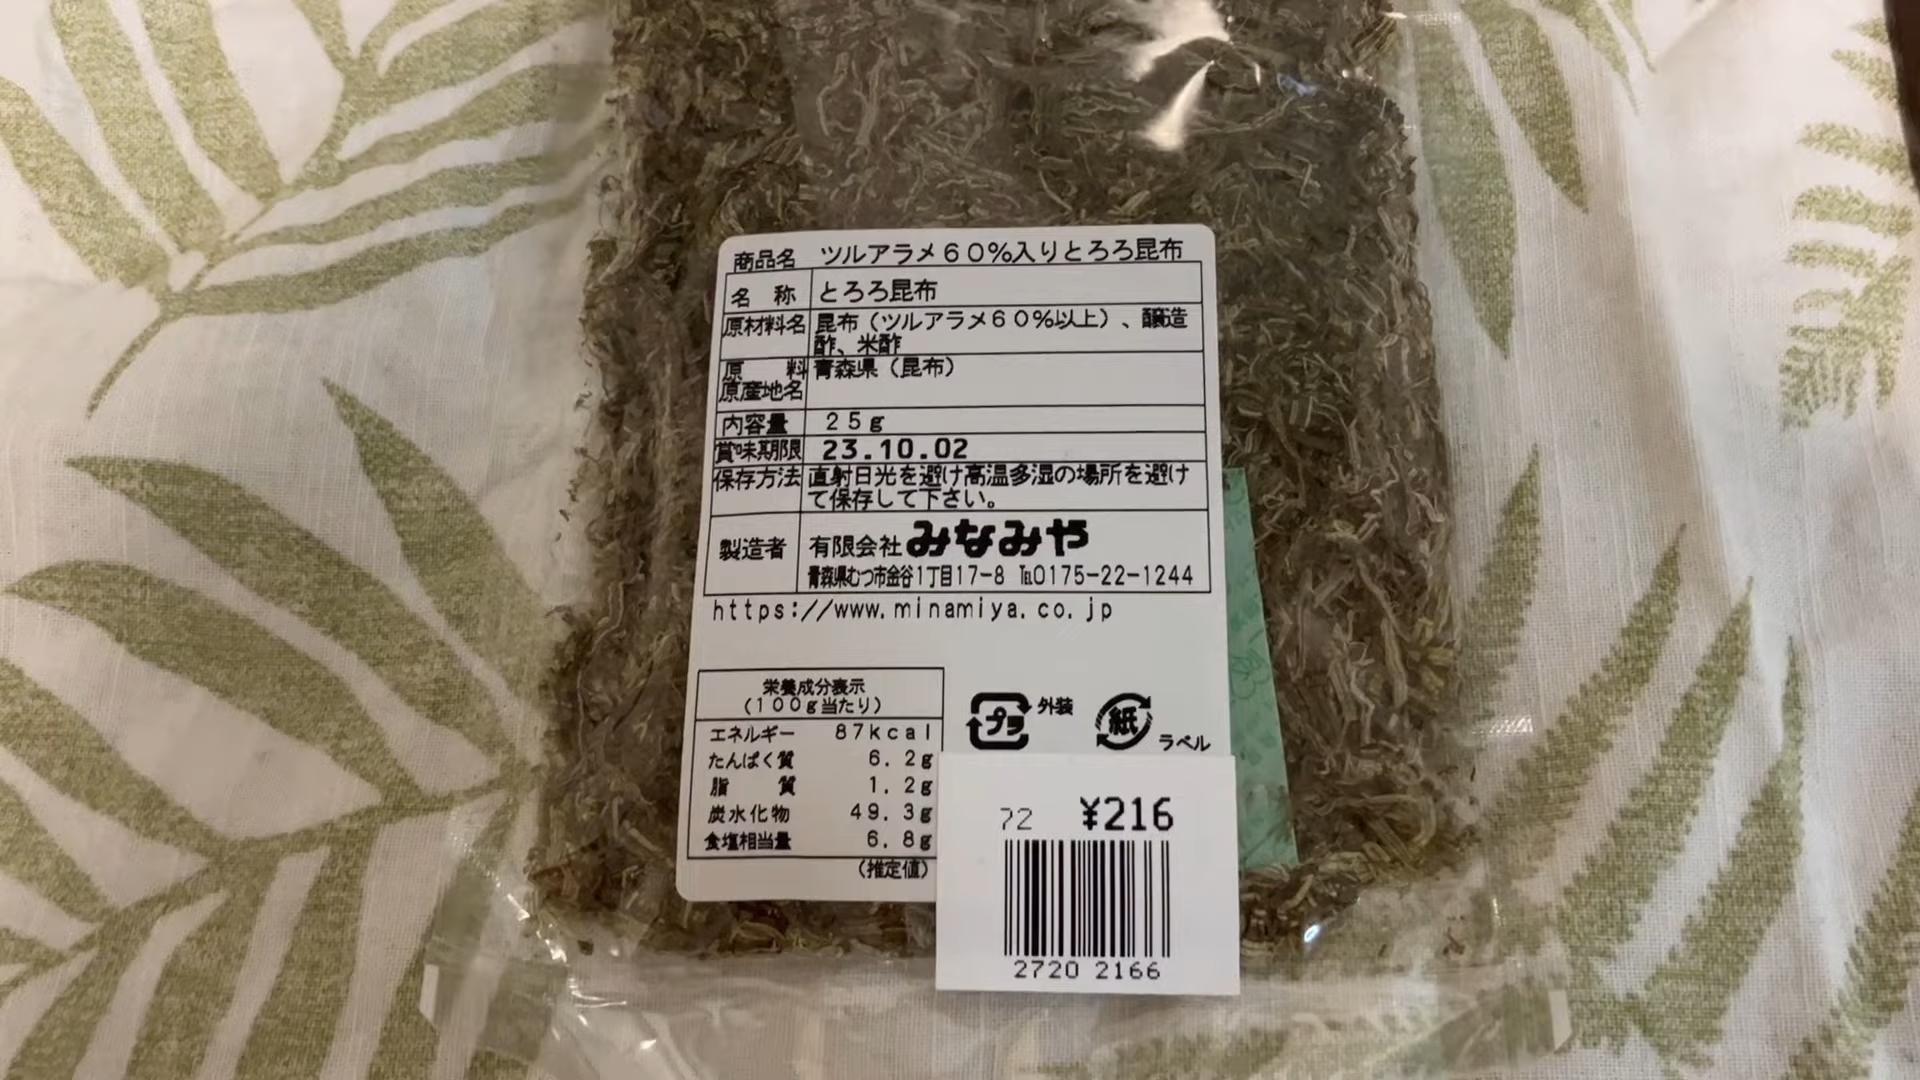 商品名 ツルアラメ60%入りとろろ昆布
名 称 とろろ昆布
原材料名 昆布（ツルアラメ60%以上）、醸造
酢、米酢
原 料 青森県（昆布）
原産地名
内容量 25g
賞味期限 23.10.02
保存方法 直射日光を避け高温多湿の場所を避け
て保存して下さい。
製造者 有限会社みなみや
青森県むつ市金谷1丁目17-8 ℡0175-22-1244
https://www.minamiya.co.jp
栄養成分表示
(100g当たり)
エネルギー 87kcal
たんぱく質 6.2g
脂 質 1.2g
炭水化物 49.3g
食塩相当量 6.8g
(推定値)
プラ 外装
紙 ラベル
72 ¥216
2720 2166